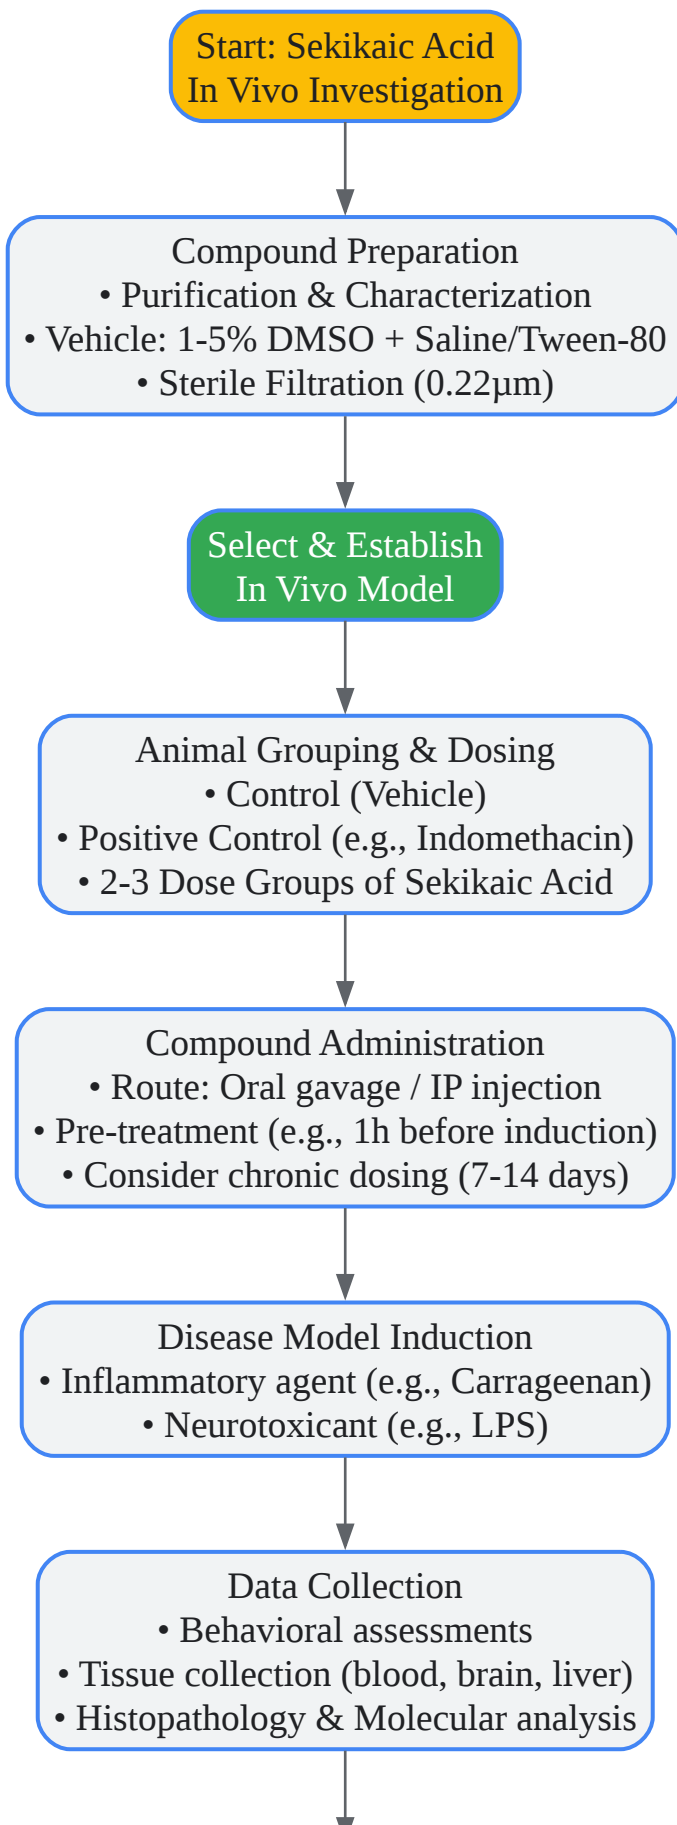 Start: Sekikaic Acid
In Vivo Investigation
Compound Preparation
• Purification & Characterization
• Vehicle: 1-5% DMSO + Saline/Tween-80
• Sterile Filtration (0.22µm)
Select & Establish
In Vivo Model
Animal Grouping & Dosing
• Control (Vehicle)
• Positive Control (e.g., Indomethacin)
• 2-3 Dose Groups of Sekikaic Acid
Compound Administration
• Route: Oral gavage / IP injection
• Pre-treatment (e.g., 1h before induction)
• Consider chronic dosing (7-14 days)
Disease Model Induction
• Inflammatory agent (e.g., Carrageenan)
• Neurotoxicant (e.g., LPS)
Data Collection
• Behavioral assessments
• Tissue collection (blood, brain, liver)
• Histopathology & Molecular analysis